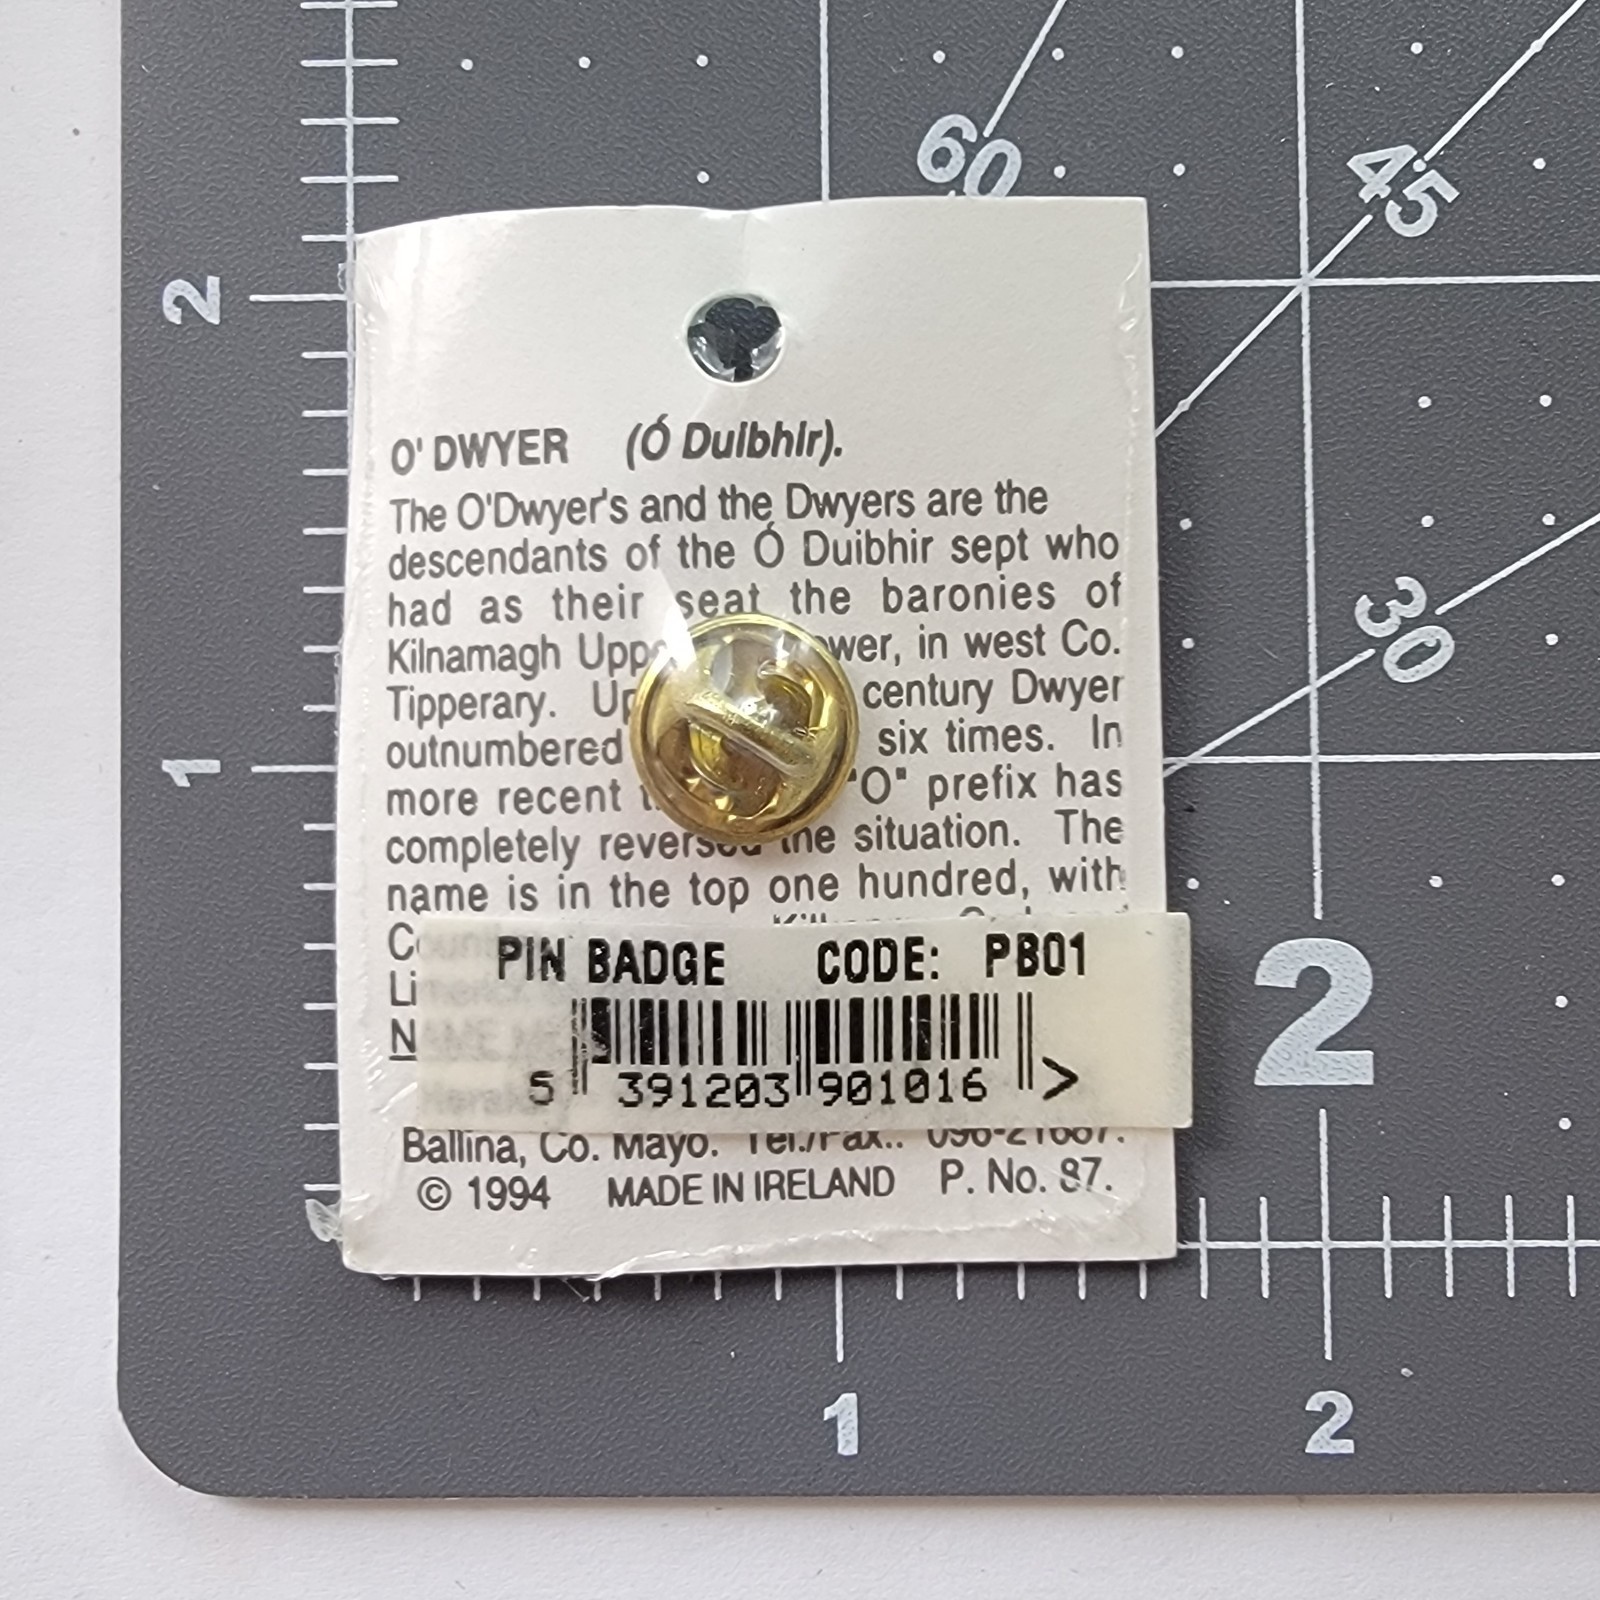 60
45
2
O' DWYER (Ó Duibhir).
The O'Dwyer's and the Dwyers are the
descendants of the Ó Duibhir sept who
had as their seat the baronies of
Kilnamagh Upp wer, in west Co.
30
Tipperary. Up century Dwyer
outnumbered six times. In
1
more recent "O" prefix has
completely reversed the situation. The
name is in the top one hundred, with
PIN BADGE CODE: PB01
2
5 391203 901016 >
Ballina, Co. Mayo. Tel./Fax.: 096-21687.
© 1994 MADE IN IRELAND P. No. 87.
1 2